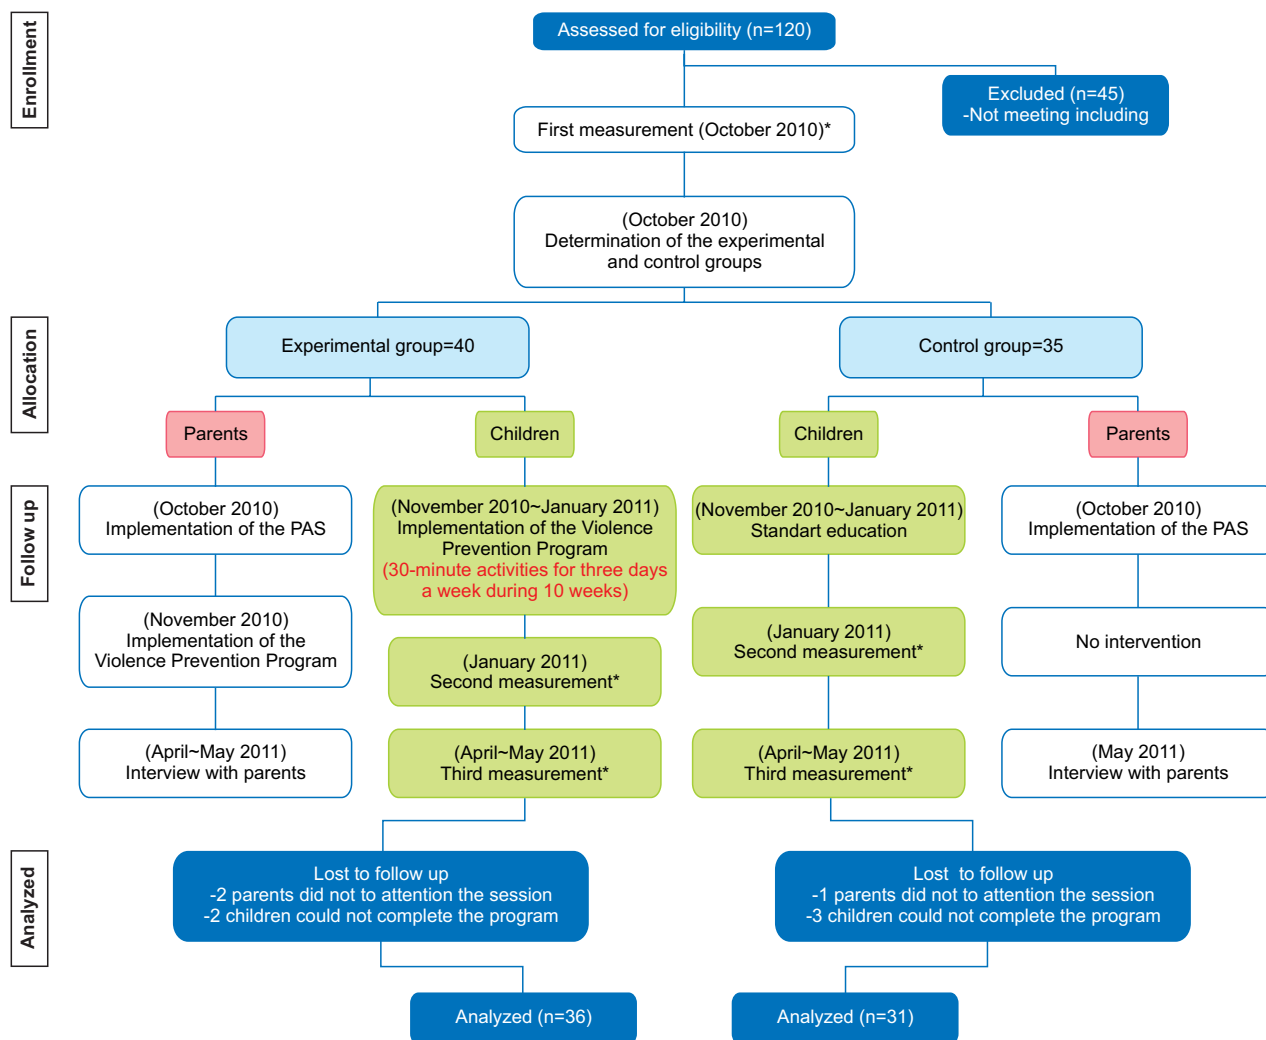 Enrollment
Assessed for eligibility (n=120)
Excluded (n=45)
-Not meeting including
First measurement (October 2010)*
(October 2010)
Determination of the experimental
and control groups
Allocation
Experimental group=40
Control group=35
Parents
Children
Children
Parents
Follow up
(October 2010)
Implementation of the PAS
(November 2010~January 2011)
Implementation of the Violence
Prevention Program
(30-minute activities for three days
a week during 10 weeks)
(November 2010~January 2011)
Standart education
(October 2010)
Implementation of the PAS
(November 2010)
Implementation of the
Violence Prevention Program
(January 2011)
Second measurement*
(January 2011)
Second measurement*
No intervention
(April~May 2011)
Interview with parents
(April~May 2011)
Third measurement*
(April~May 2011)
Third measurement*
(May 2011)
Interview with parents
Analyzed
Lost to follow up
-2 parents did not to attention the session
-2 children could not complete the program
Lost to follow up
-1 parents did not to attention the session
-3 children could not complete the program
Analyzed (n=36)
Analyzed (n=31)